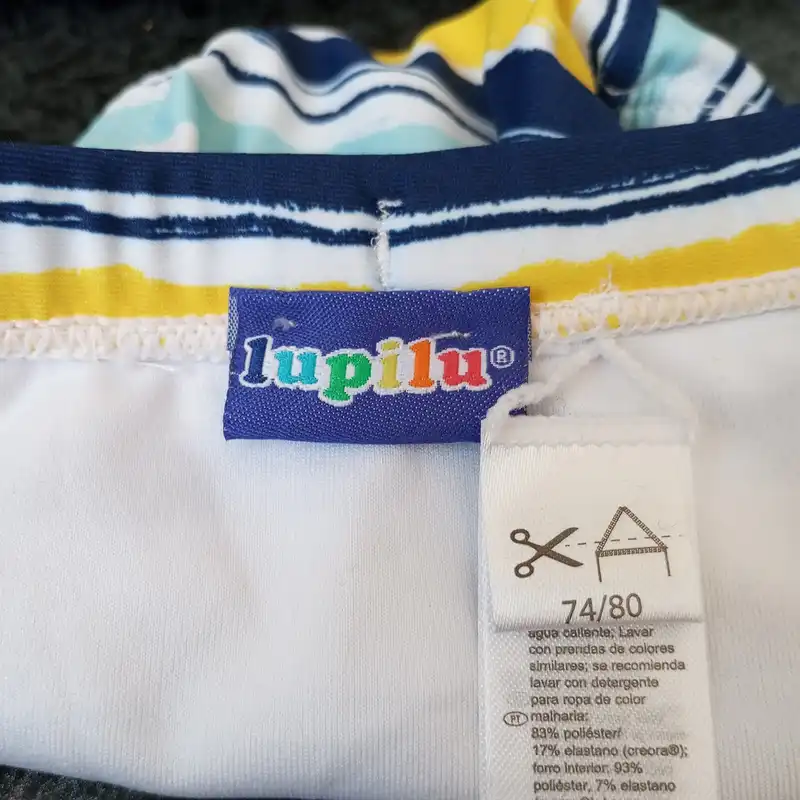 lupilu®
74/80
agua caliente; Lavar
con prendas de colores
similares; se recomienda
lavar con detergente
para ropa de color
PT malharia:
83% poliéster/
17% elastano (creora®);
forro interior: 93%
poliéster, 7% elastano